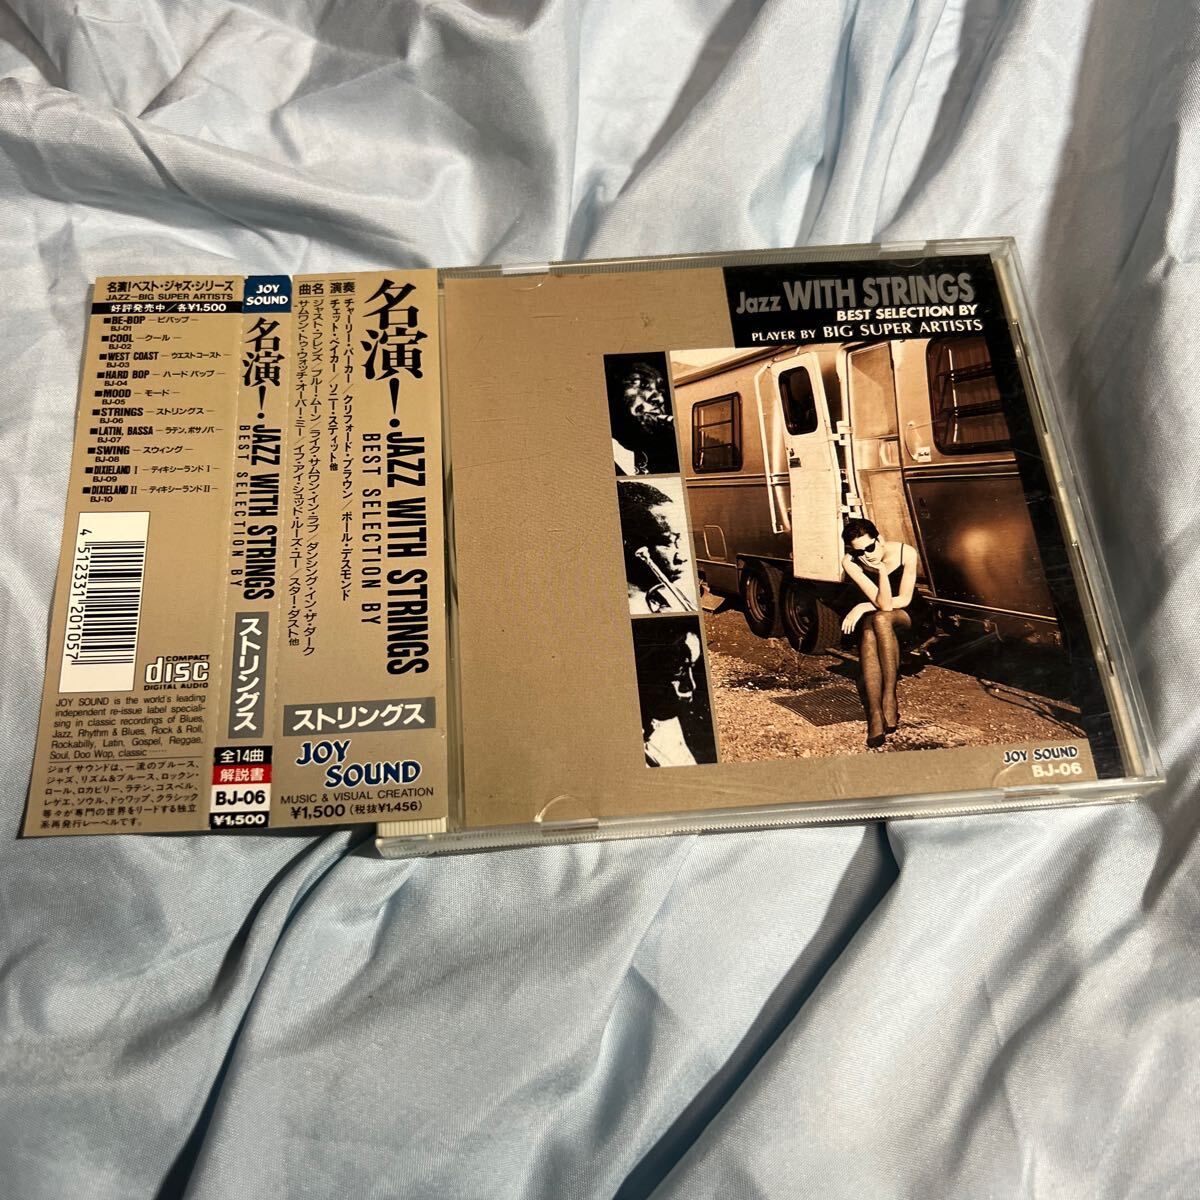 名演!ベスト・ジャズ・シリーズ
JAZZ—BIG SUPER ARTISTS
好評発売中/各¥1,500
■BE-BOP —ビバップ—
BJ-01
■COOL —クール—
BJ-02
■WEST COAST —ウエストコースト—
BJ-03
■HARD BOP —ハードバップ—
BJ-04
■MOOD —モード—
BJ-05
■STRINGS —ストリングス—
BJ-06
■LATIN, BASSA —ラテン, ボサノバ—
BJ-07
■SWING —スウィング—
BJ-08
■DIXIELAND I —ディキシーランドI—
BJ-09
■DIXIELAND II —ディキシーランドII—
BJ-10
4 512331 201057
COMPACT
disc
DIGITAL AUDIO
JOY SOUND is the world's leading
independent re-issue label speciali-
sing in classic recordings of Blues,
Jazz, Rhythm & Blues, Rock & Roll,
Rockabilly, Latin, Gospel, Reggae,
Soul, Doo Wop, classic ……
ジョイサウンドは、一流のブルース、
ジャズ、リズム&ブルース、ロックン・
ロール、ロカビリー、ラテン、ゴスペル、
レゲエ、ソウル、ドゥワップ、クラシック
等々が専門の世界をリードする独立
系再発行レーベルです。
JOY
SOUND
名演!・JAZZ WITH STRINGS
BEST SELECTION BY
ストリングス
全14曲
解説書
BJ-06
¥1,500
名演!・JAZZ WITH STRINGS
BEST SELECTION BY
演奏 チャーリー・パーカー/クリフォード・ブラウン/ポール・デスモンド
チェット・ベイカー/ソニー・スティット他
曲名 ジャスト・フレンズ/ブルー・ムーン/ライク・サムワン・イン・ラブ/ダンシング・イン・ザ・ダーク
サムワン・トゥ・ウォッチ・オーバー・ミー/イフ・アイ・シュッド・ルーズ・ユー/スター・ダスト他
ストリングス
JOY
SOUND
MUSIC & VISUAL CREATION
¥1,500(税抜¥1,456)
Jazz WITH STRINGS
BEST SELECTION BY
PLAYER BY BIG SUPER ARTISTS
JOY SOUND
BJ-06